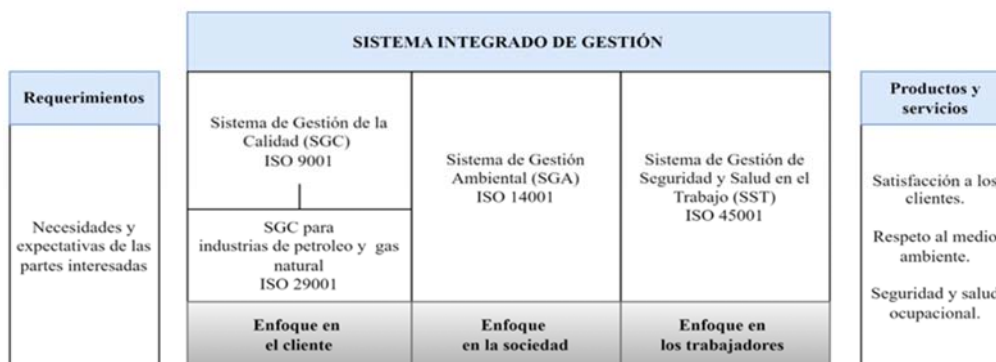 SISTEMA INTEGRADO DE GESTIÓN
Requerimientos
Necesidades y
expectativas de las
partes interesadas
Sistema de Gestión de la
Calidad (SGC)
ISO 9001
SGC para
industrias de petroleo y gas
natural
ISO 29001
Enfoque en
el cliente
Sistema de Gestión
Ambiental (SGA)
ISO 14001
Enfoque
en la sociedad
Sistema de Gestión de
Seguridad y Salud en el
Trabajo (SST)
ISO 45001
Enfoque en
los trabajadores
Productos y
servicios
Satisfacción a los
clientes.
Respeto al medio
ambiente.
Seguridad y salud
ocupacional.